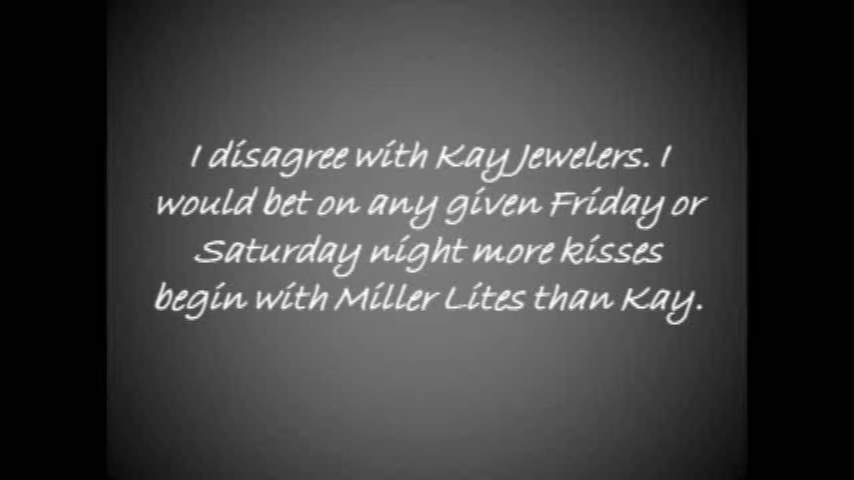 I disagree with Kay Jewelers. I
would bet on any given Friday or
Saturday night more kisses
begin with Miller Lites than Kay.